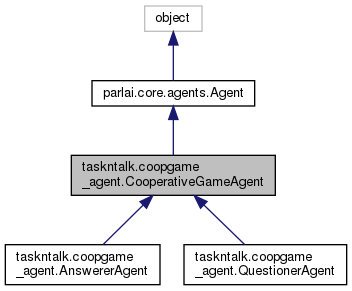 object
parlai.core.agents.Agent
taskntalk.coopgame
_agent.CooperativeGameAgent
taskntalk.coopgame
_agent.AnswererAgent
taskntalk.coopgame
_agent.QuestionerAgent